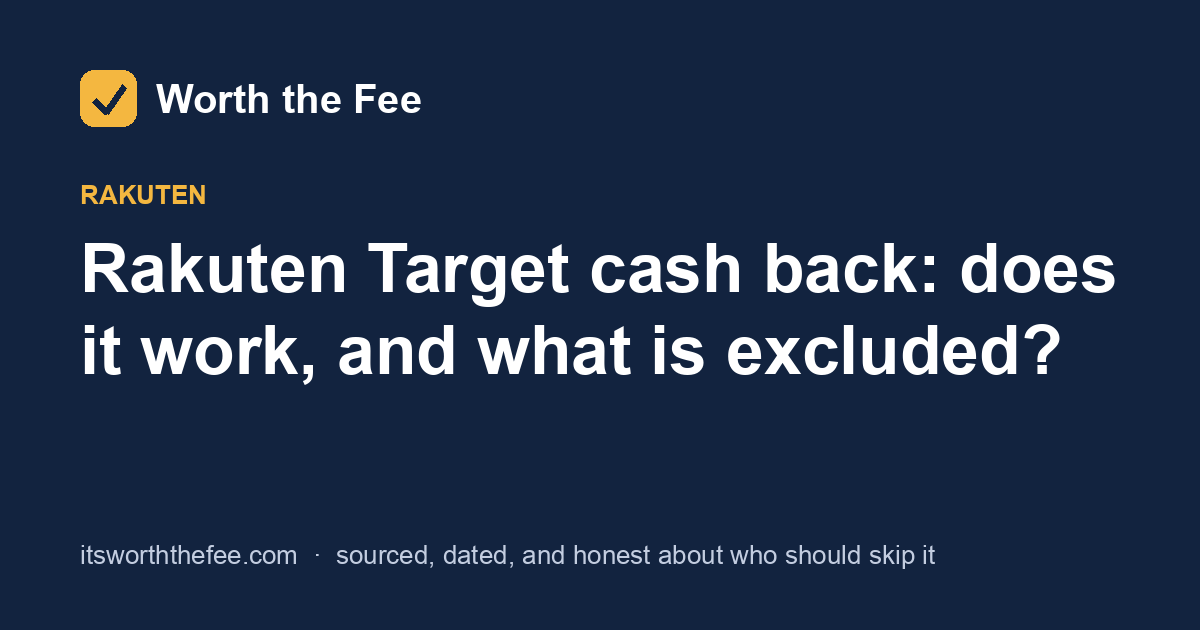 Worth the Fee
RAKUTEN
Rakuten Target cash back: does
it work, and what is excluded?
itsworththefee.com · sourced, dated, and honest about who should skip it